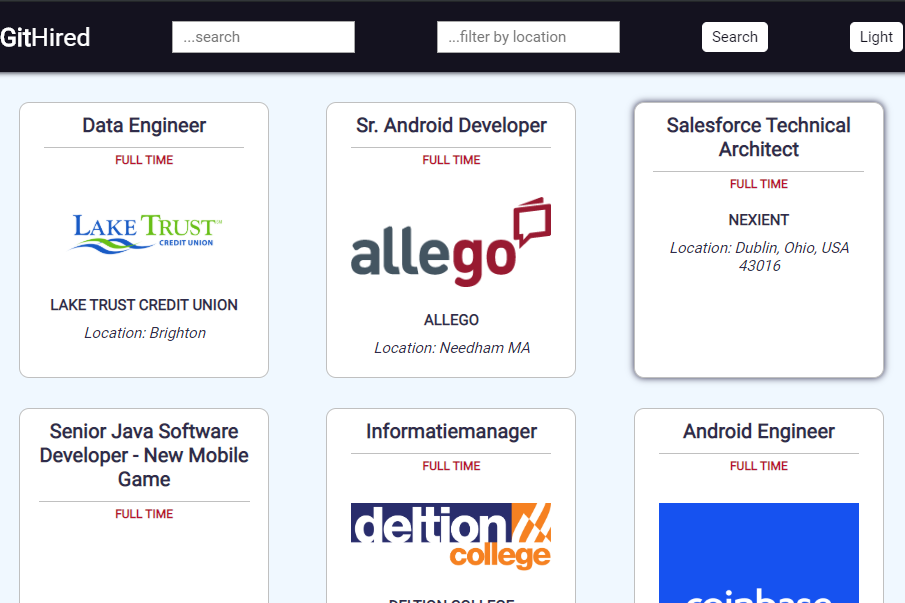 GitHired
...search
...filter by location
Search
Light
Data Engineer
FULL TIME
LAKE TRUST
CREDIT UNION
LAKE TRUST CREDIT UNION
Location: Brighton
Sr. Android Developer
FULL TIME
allego
ALLEGO
Location: Needham MA
Salesforce Technical
Architect
FULL TIME
NEXIENT
Location: Dublin, Ohio, USA
43016
Senior Java Software
Developer - New Mobile
Game
FULL TIME
Informatiemanager
FULL TIME
deltion
college
DELTION COLLEGE
Android Engineer
FULL TIME
coinbase